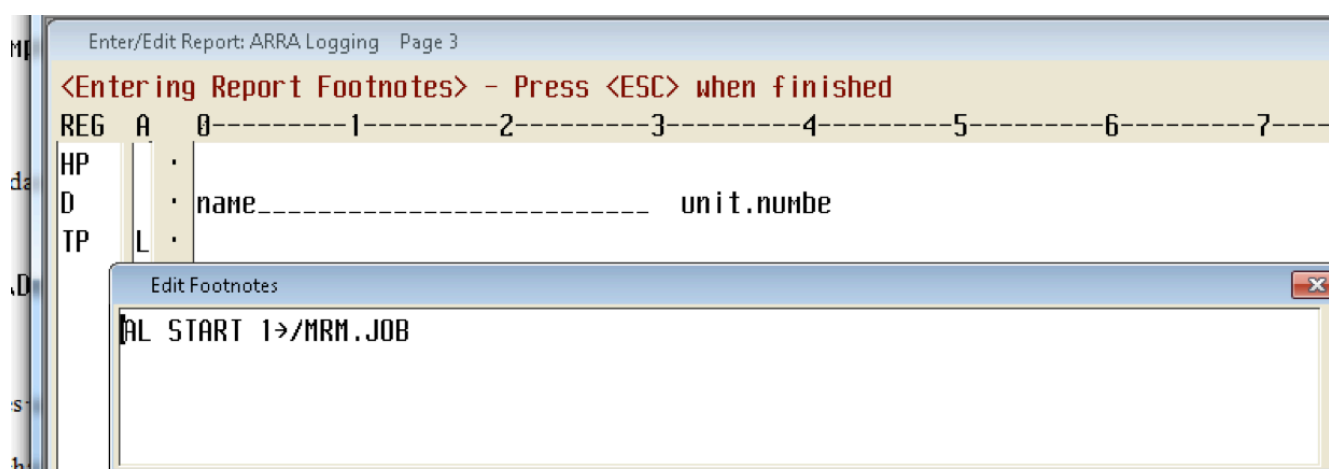 Enter/Edit Report: ARRA Logging Page 3
<Entering Report Footnotes> - Press <ESC> when finished
REG A 0---------1---------2---------3---------4---------5---------6---------7----
HP .
D . name__________________________ unit.numbe
TP L .
Edit Footnotes
AL START 1→/MRM.JOB